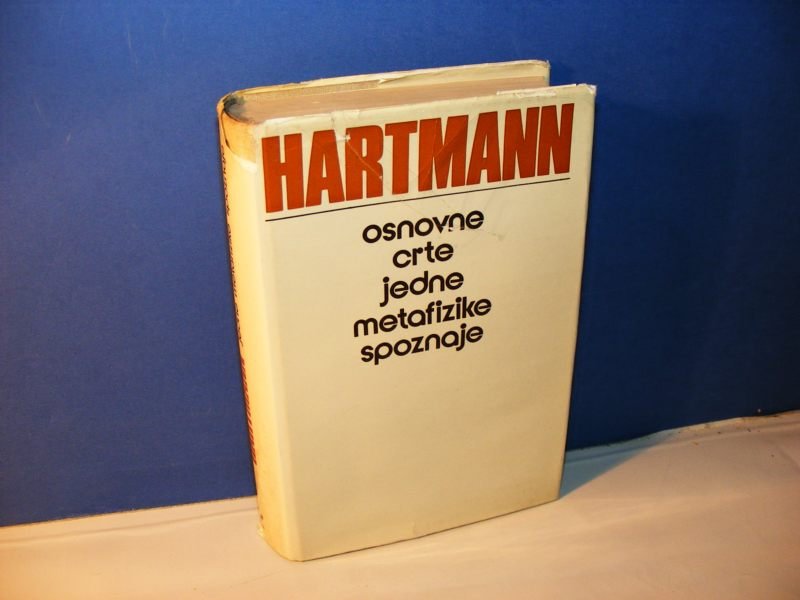 HARTMANN
osnovne
crte
jedne
metafizike
spoznaje